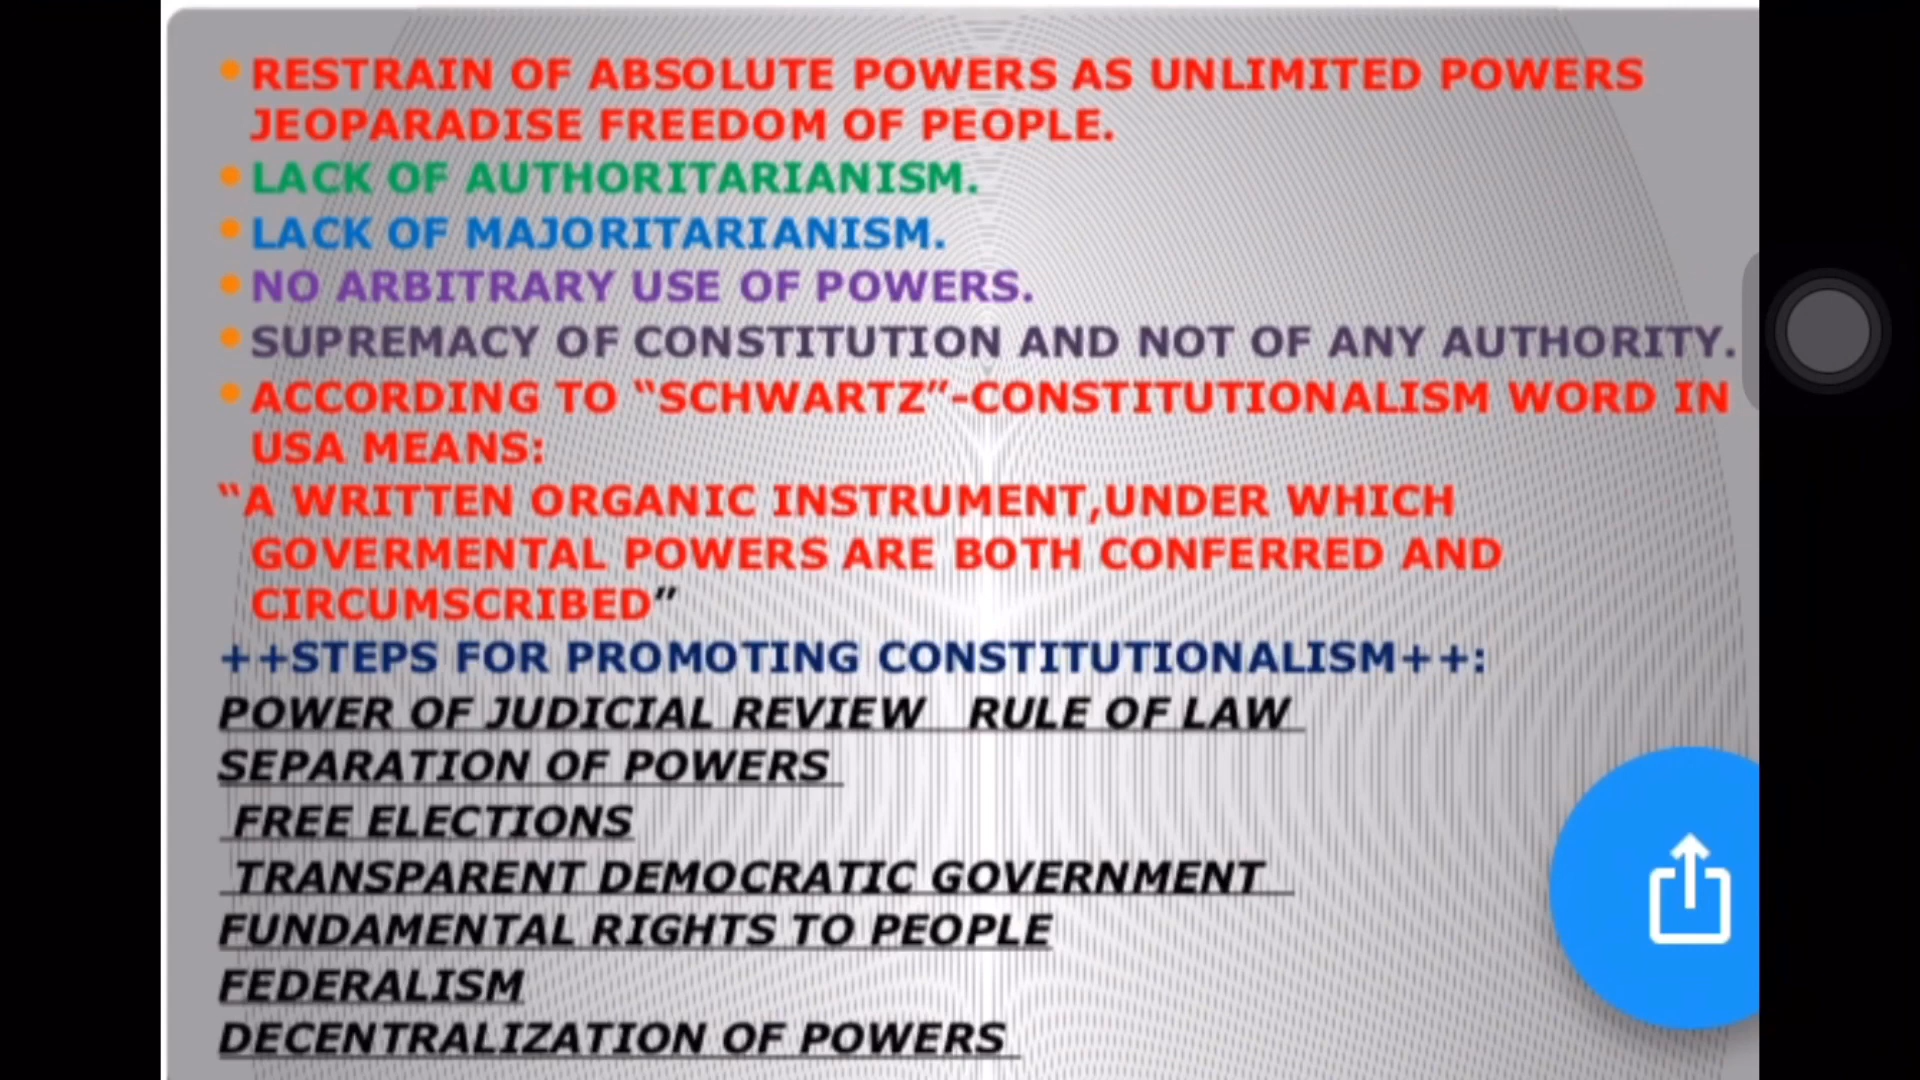 • RESTRAIN OF ABSOLUTE POWERS AS UNLIMITED POWERS
JEOPARADISE FREEDOM OF PEOPLE.
• LACK OF AUTHORITARIANISM.
• LACK OF MAJORITARIANISM.
• NO ARBITRARY USE OF POWERS.
• SUPREMACY OF CONSTITUTION AND NOT OF ANY AUTHORITY.
• ACCORDING TO “SCHWARTZ”-CONSTITUTIONALISM WORD IN
USA MEANS:
“A WRITTEN ORGANIC INSTRUMENT,UNDER WHICH
GOVERMENTAL POWERS ARE BOTH CONFERRED AND
CIRCUMSCRIBED”
++STEPS FOR PROMOTING CONSTITUTIONALISM++:
POWER OF JUDICIAL REVIEW RULE OF LAW
SEPARATION OF POWERS
FREE ELECTIONS
TRANSPARENT DEMOCRATIC GOVERNMENT
FUNDAMENTAL RIGHTS TO PEOPLE
FEDERALISM
DECENTRALIZATION OF POWERS